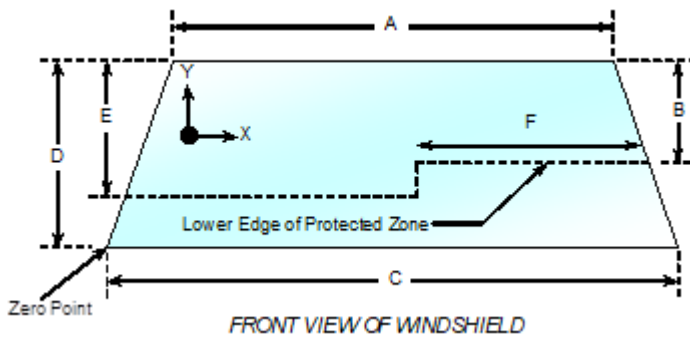 A
Y
E
B
F
D
X
Lower Edge of Protected Zone
C
Zero Point
FRONT VIEW OF WINDSHIELD